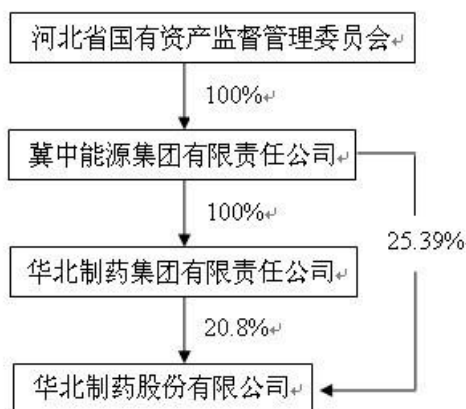 河北省国有资产监督管理委员会
100%
冀中能源集团有限责任公司
100%
25.39%
华北制药集团有限责任公司
20.8%
华北制药股份有限公司